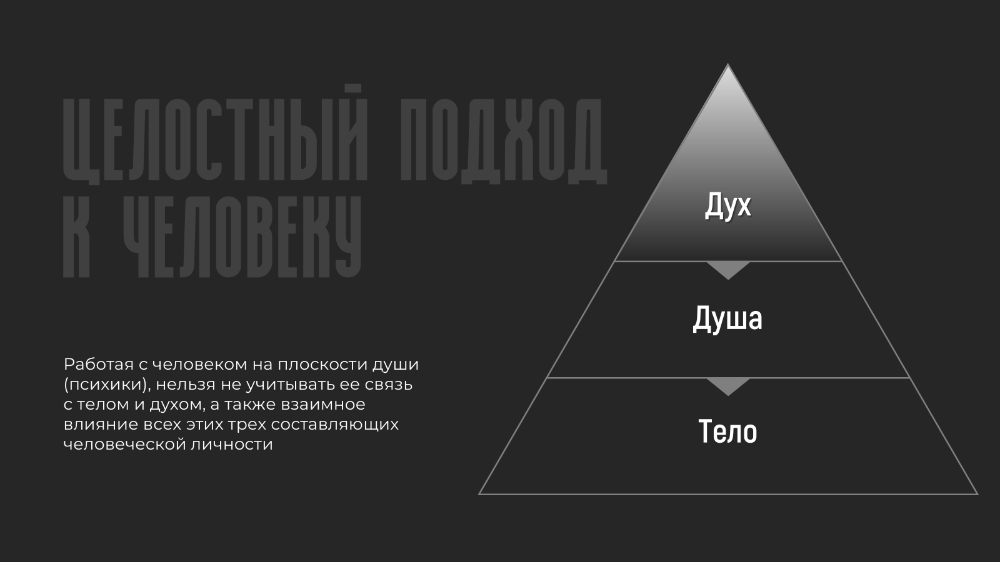 ЦЕЛОСТНЫЙ ПОДХОД
К ЧЕЛОВЕКУ
Работая с человеком на плоскости души
(психики), нельзя не учитывать ее связь
с телом и духом, а также взаимное
влияние всех этих трех составляющих
человеческой личности
Дух
Душа
Тело